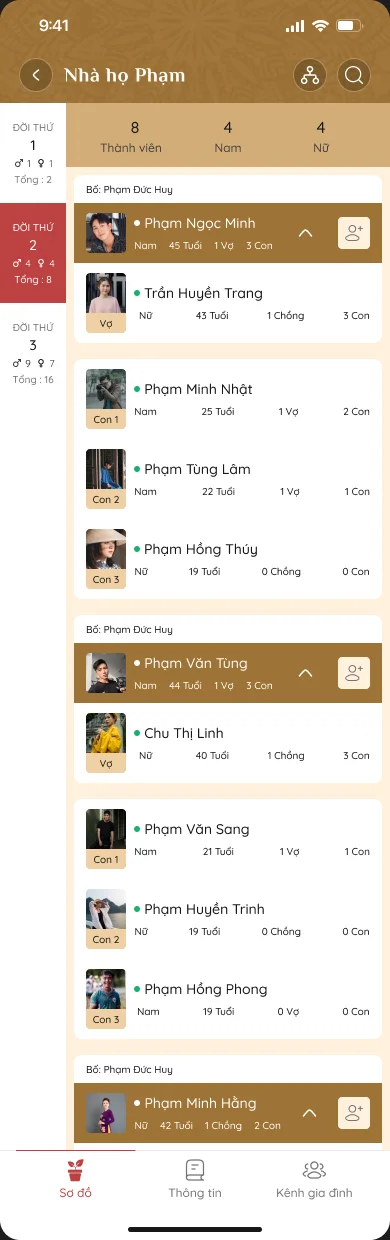 9:41
Nhà họ Phạm
ĐỜI THỨ
1
♂ 1 ♀ 1
Tổng : 2
ĐỜI THỨ
2
♂ 4 ♀ 4
Tổng : 8
ĐỜI THỨ
3
♂ 9 ♀ 7
Tổng : 16
8 4 4
Thành viên Nam Nữ
Bố: Phạm Đức Huy
Phạm Ngọc Minh
Nam 45 Tuổi 1 Vợ 3 Con
Trần Huyền Trang
Vợ Nữ 43 Tuổi 1 Chồng 3 Con
Phạm Minh Nhật
Con 1 Nam 25 Tuổi 1 Vợ 2 Con
Phạm Tùng Lâm
Con 2 Nam 22 Tuổi 1 Vợ 1 Con
Phạm Hồng Thúy
Con 3 Nữ 19 Tuổi 0 Chồng 0 Con
Bố: Phạm Đức Huy
Phạm Văn Tùng
Nam 44 Tuổi 1 Vợ 3 Con
Chu Thị Linh
Vợ Nữ 40 Tuổi 1 Chồng 3 Con
Phạm Văn Sang
Con 1 Nam 21 Tuổi 1 Vợ 1 Con
Phạm Huyền Trinh
Con 2 Nữ 19 Tuổi 0 Chồng 0 Con
Phạm Hồng Phong
Con 3 Nam 19 Tuổi 0 Vợ 0 Con
Bố: Phạm Đức Huy
Phạm Minh Hằng
Nữ 42 Tuổi 1 Chồng 2 Con
Sơ đồ Thông tin Kênh gia đình